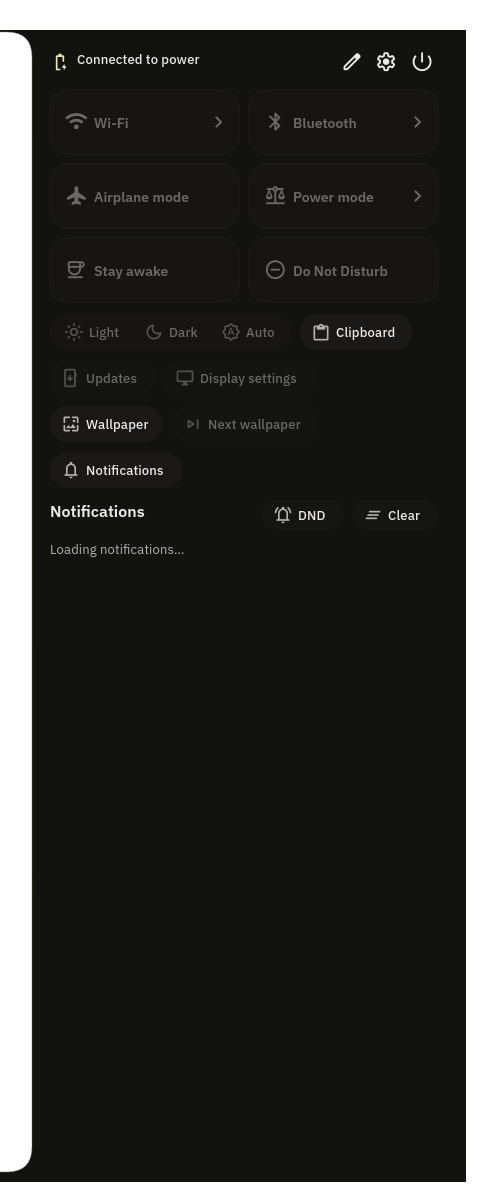 Connected to power
Wi-Fi
Bluetooth
Airplane mode
Power mode
Stay awake
Do Not Disturb
Light Dark Auto Clipboard
Updates Display settings
Wallpaper Next wallpaper
Notifications
Notifications DND Clear
Loading notifications...